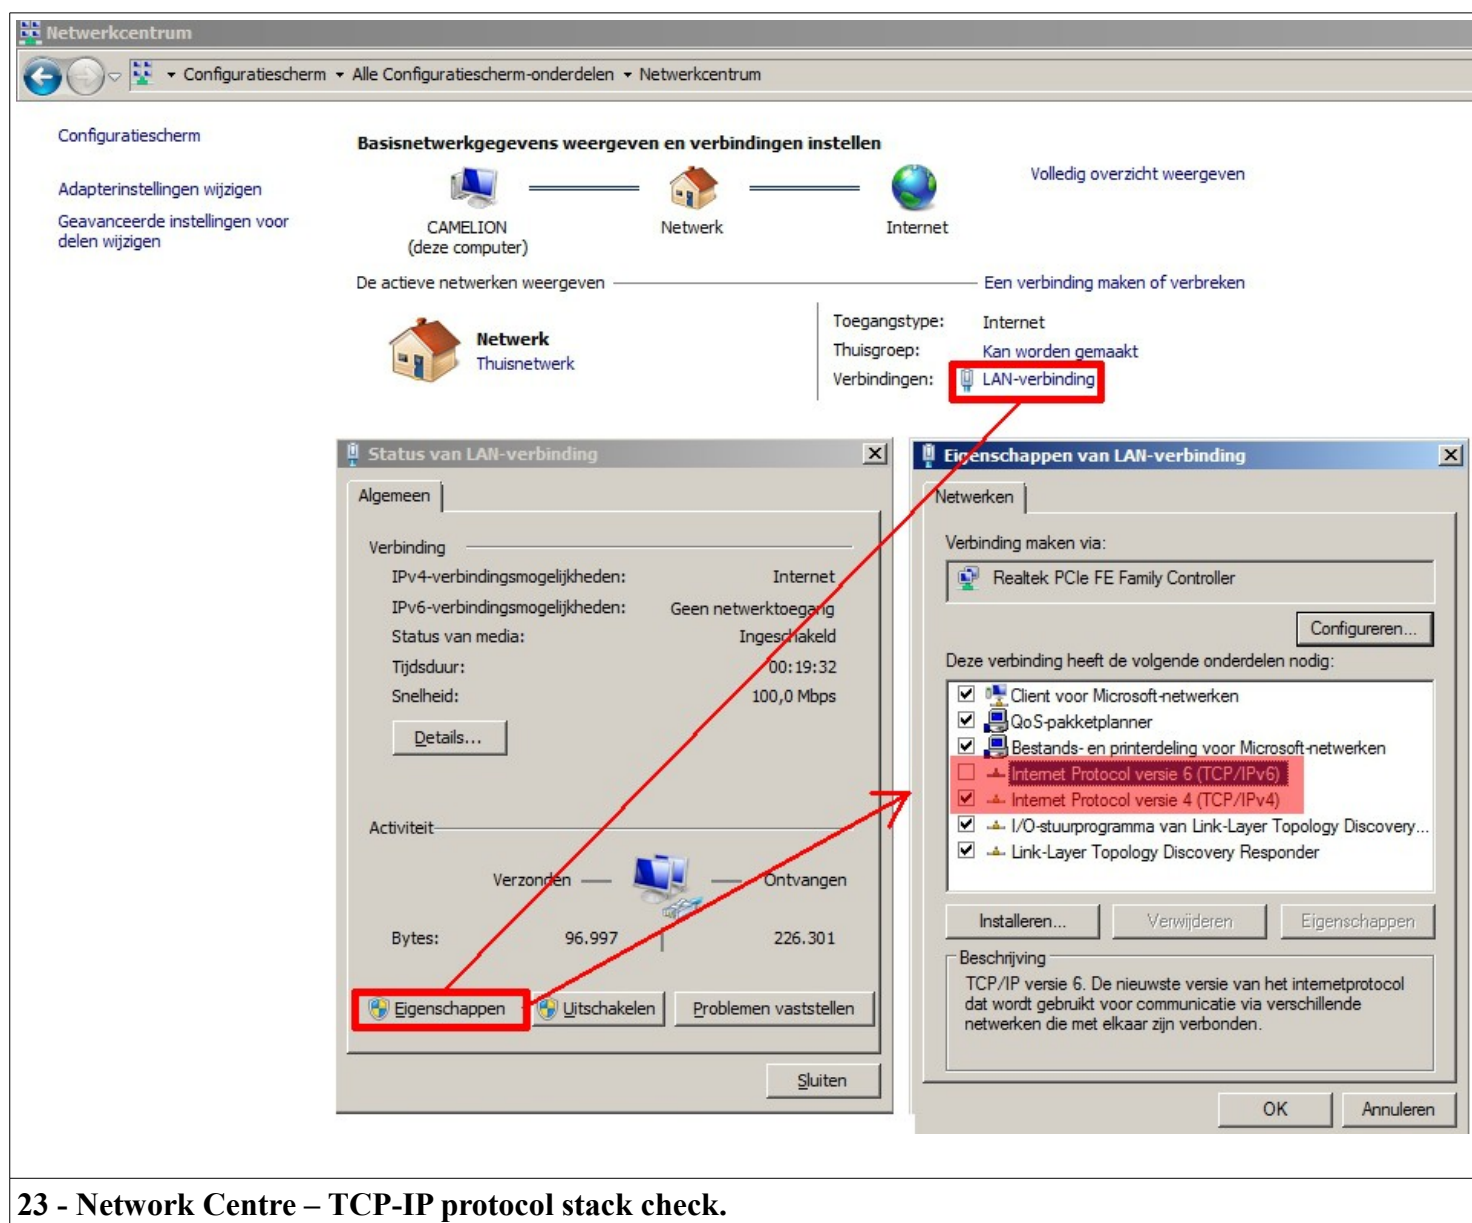 Netwerkcentrum
Configuratiescherm Alle Configuratiescherm-onderdelen Netwerkcentrum
Configuratiescherm
Adapterinstellingen wijzigen
Geavanceerde instellingen voor
delen wijzigen
Basisnetwerkgegevens weergeven en verbindingen instellen
Volledig overzicht weergeven
CAMELION
(deze computer)
Netwerk
Internet
De actieve netwerken weergeven
Een verbinding maken of verbreken
Netwerk
Thuisnetwerk
Toegangstype: Internet
Thuisgroep: Kan worden gemaakt
Verbindingen: LAN-verbinding
Status van LAN-verbinding
Algemeen
Verbinding
IPv4-verbindingsmogelijkheden: Internet
IPv6-verbindingsmogelijkheden: Geen netwerktoegang
Status van media: Ingeschakeld
Tijdsduur: 00:19:32
Snelheid: 100,0 Mbps
Details...
Activiteit
Verzonden Ontvangen
Bytes: 96.997 226.301
Eigenschappen Uitschakelen Problemen vaststellen
Sluiten
Eigenschappen van LAN-verbinding
Netwerken
Verbinding maken via:
Realtek PCIe FE Family Controller
Configureren...
Deze verbinding heeft de volgende onderdelen nodig:
Client voor Microsoft-netwerken
QoS-pakketplanner
Bestands- en printerdeling voor Microsoft-netwerken
Internet Protocol versie 6 (TCP/IPv6)
Internet Protocol versie 4 (TCP/IPv4)
I/O-stuurprogramma van Link-Layer Topology Discovery...
Link-Layer Topology Discovery Responder
Installeren... Verwijderen Eigenschappen
Beschrijving
TCP/IP versie 6. De nieuwste versie van het internetprotocol
dat wordt gebruikt voor communicatie via verschillende
netwerken die met elkaar zijn verbonden.
OK Annuleren
23 - Network Centre – TCP-IP protocol stack check.